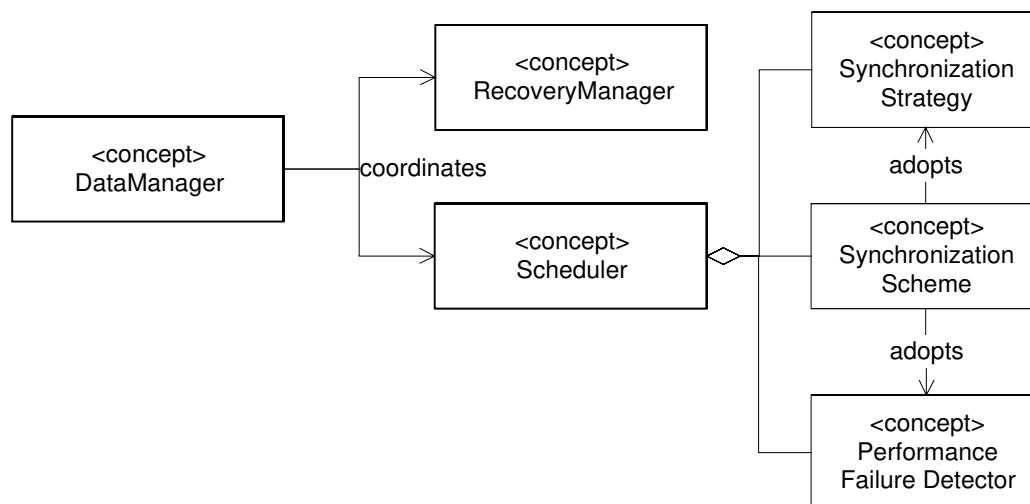 <concept>
DataManager
coordinates
<concept>
RecoveryManager
<concept>
Scheduler
<concept>
Synchronization
Strategy
adopts
<concept>
Synchronization
Scheme
adopts
<concept>
Performance
Failure Detector